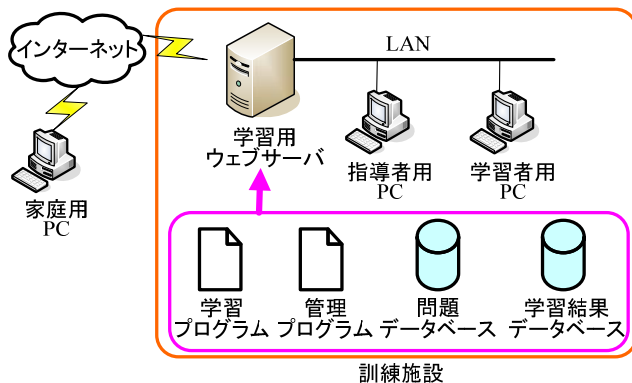 インターネット
LAN
学習用
ウェブサーバ
指導者用
PC
学習者用
PC
家庭用
PC
学習
プログラム
管理
プログラム
問題
データベース
学習結果
データベース
訓練施設